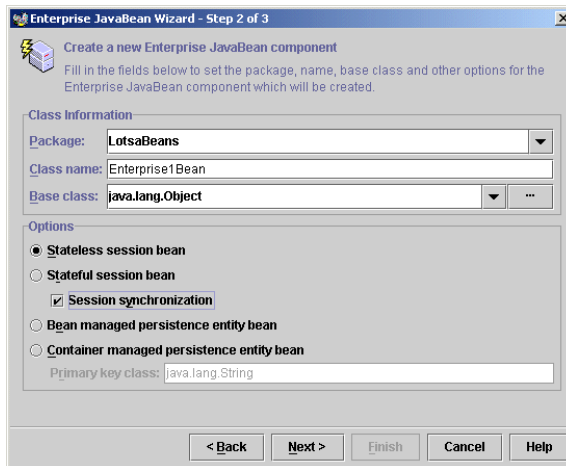 Enterprise JavaBean Wizard - Step 2 of 3
Create a new Enterprise JavaBean component
Fill in the fields below to set the package, name, base class and other options for the
Enterprise JavaBean component which will be created.
Class Information
Package: LotsaBeans
Class name: Enterprise1Bean
Base class: java.lang.Object ...
Options
Stateless session bean
Stateful session bean
Session synchronization
Bean managed persistence entity bean
Container managed persistence entity bean
Primary key class: java.lang.String
< Back Next > Finish Cancel Help